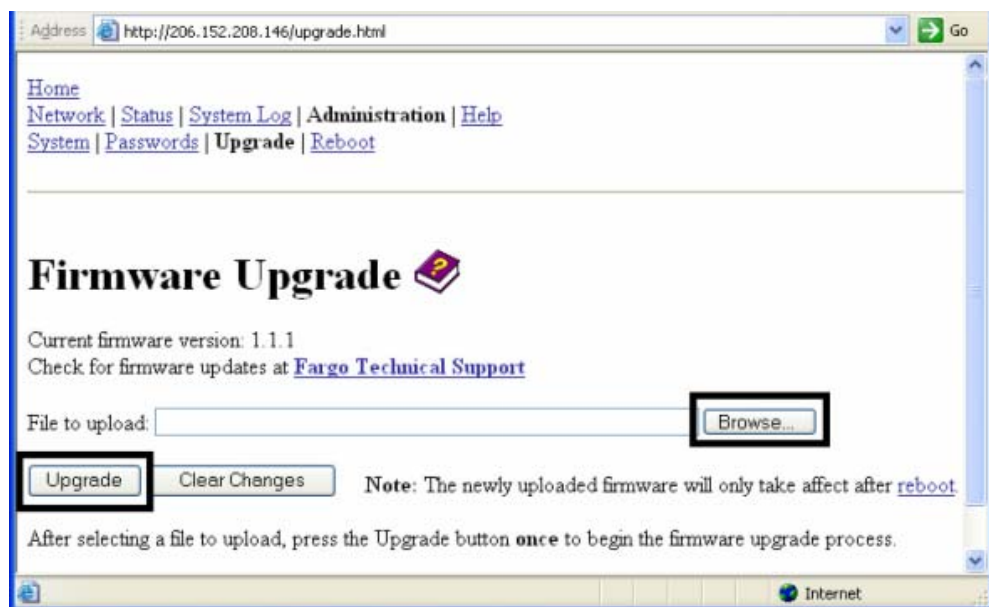 Address http://206.152.208.146/upgrade.html Go
Home
Network | Status | System Log | Administration | Help
System | Passwords | Upgrade | Reboot
Firmware Upgrade
Current firmware version: 1.1.1
Check for firmware updates at Fargo Technical Support
File to upload: Browse...
Upgrade Clear Changes Note: The newly uploaded firmware will only take affect after reboot.
After selecting a file to upload, press the Upgrade button once to begin the firmware upgrade process.
Internet